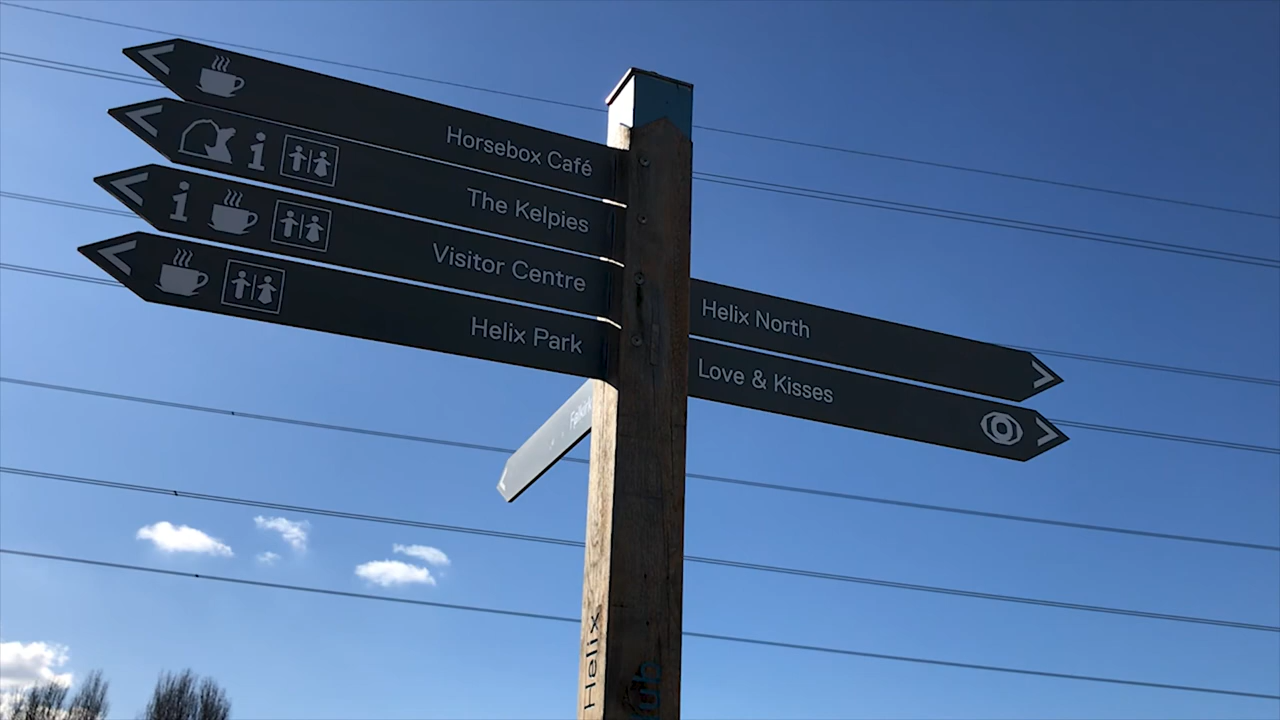 Horsebox Café
The Kelpies
Visitor Centre
Helix Park
Helix North
Love & Kisses
Helix